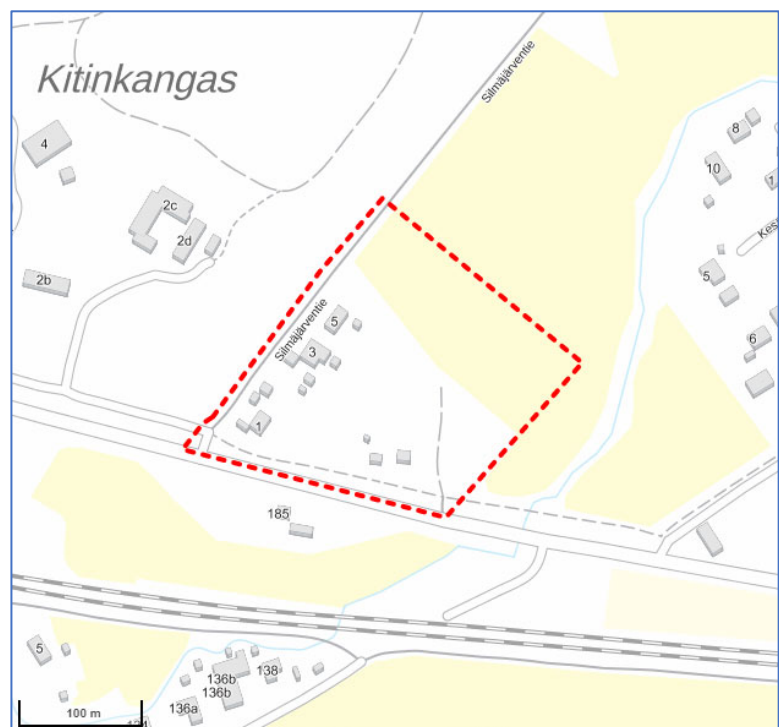 Silmäjärventie
Kitinkangas
8
4
10
2c
2d
5
2b
5
6
Silmäjärventie
3
1
185
5
138
136b
136b
136a
100 m